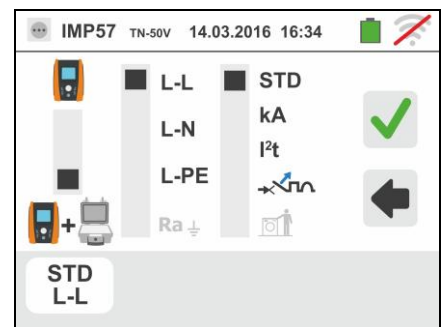 IMP57 TN-50V 14.03.2016 16:34
L-L STD
L-N kA
I²t
L-PE
Ra
STD
L-L